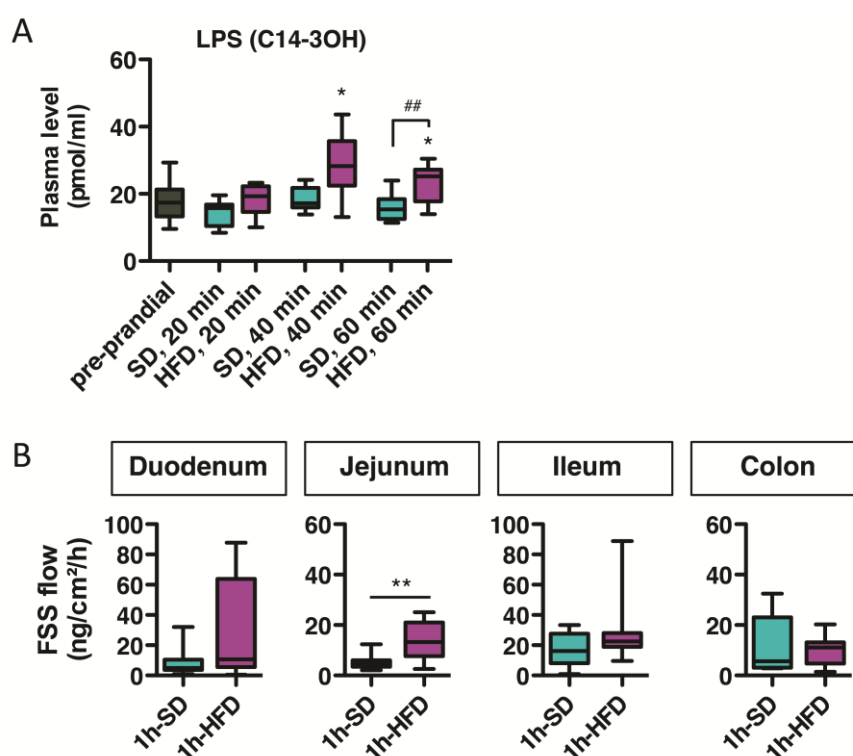 A
LPS (C14-3OH)
Plasma level
(pmol/ml)
60
40
20
0
*
##
*
pre-prandial
SD, 20 min
HFD, 20 min
SD, 40 min
HFD, 40 min
SD, 60 min
HFD, 60 min
B
Duodenum
Jejunum
Ileum
Colon
FSS flow
(ng/cm²/h)
100
80
60
40
20
0
1h-SD
1h-HFD
60
40
20
0
**
1h-SD
1h-HFD
100
80
60
40
20
0
1h-SD
1h-HFD
60
40
20
0
1h-SD
1h-HFD